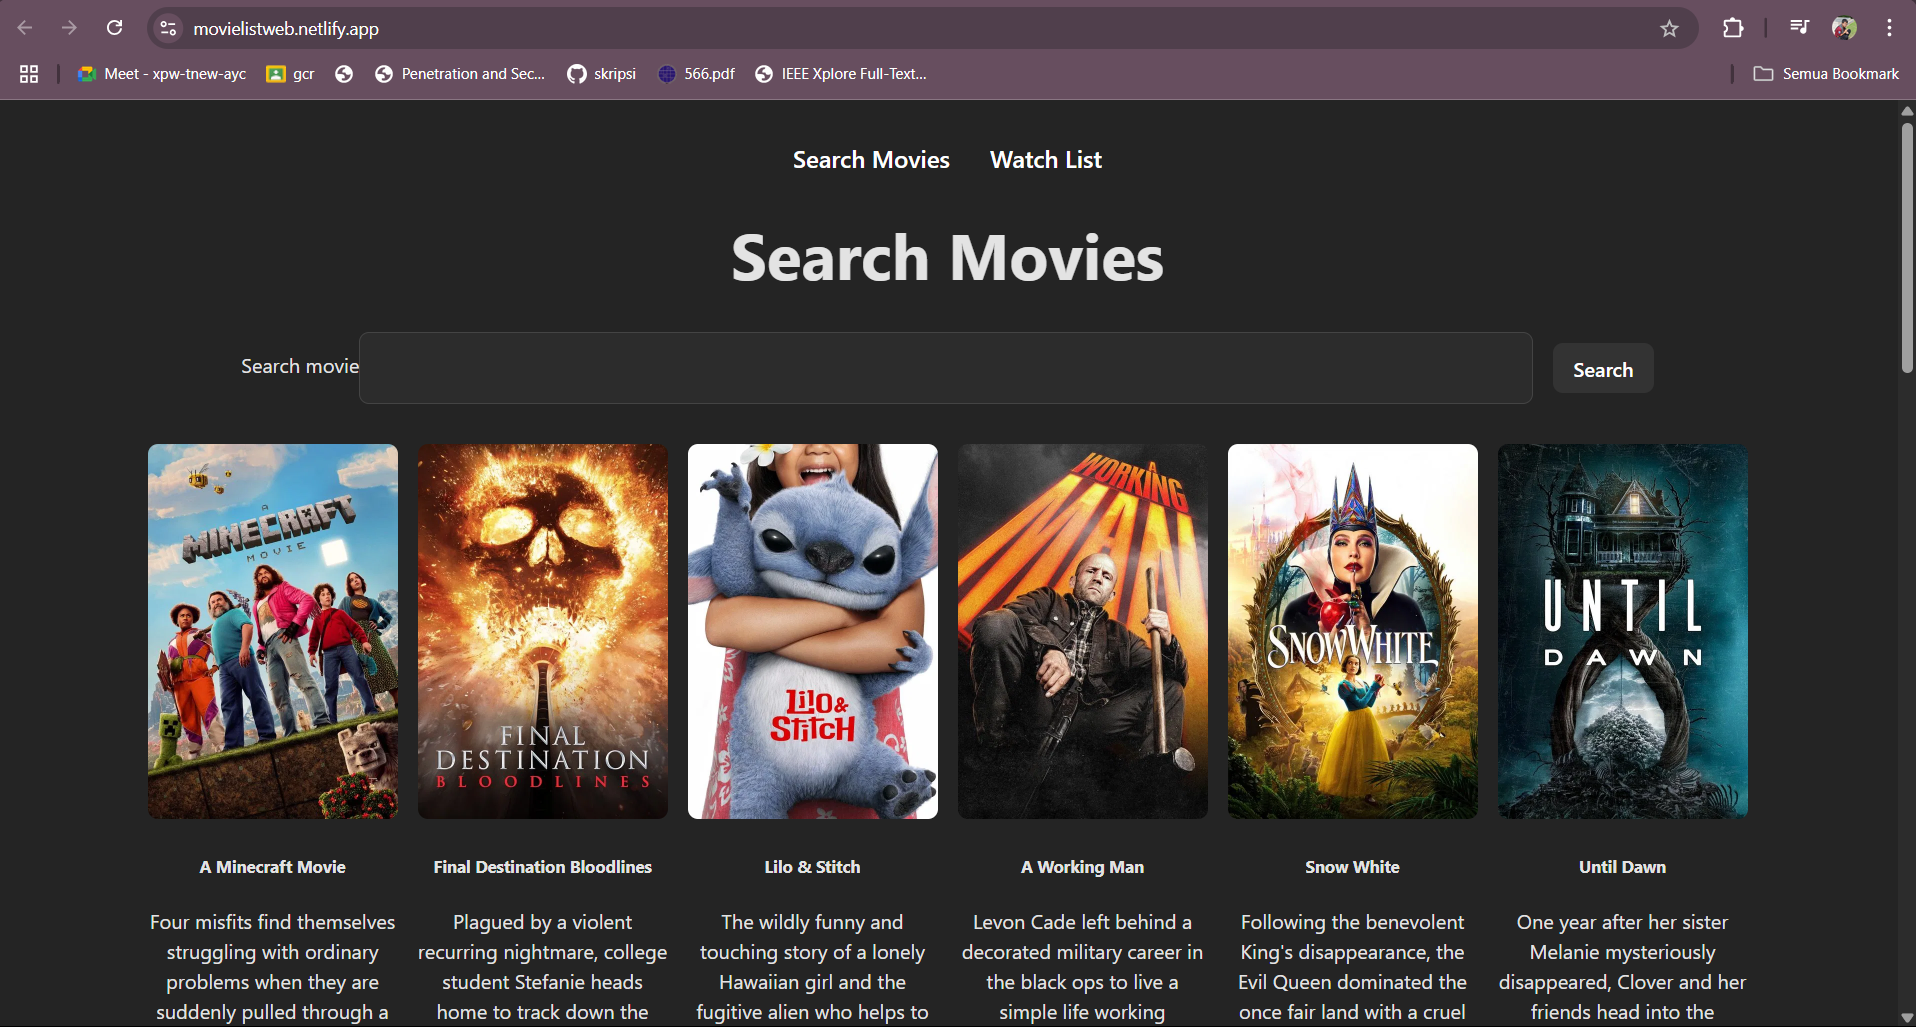 movielistweb.netlify.app
Meet - xpw-tnew-ayc
gcr
Penetration and Sec...
skripsi
566.pdf
IEEE Xplore Full-Text...
Semua Bookmark
Search Movies
Watch List
Search Movies
Search movie
Search
A
MINECRAFT
MOVIE
FINAL
DESTINATION
BLOODLINES
LiLO &
STiTCH
A
WORKING
MAN
SNOW WHITE
UNTIL
DAWN
A Minecraft Movie
Final Destination Bloodlines
Lilo & Stitch
A Working Man
Snow White
Until Dawn
Four misfits find themselves
struggling with ordinary
problems when they are
suddenly pulled through a
Plagued by a violent
recurring nightmare, college
student Stefanie heads
home to track down the
The wildly funny and
touching story of a lonely
Hawaiian girl and the
fugitive alien who helps to
Levon Cade left behind a
decorated military career in
the black ops to live a
simple life working
Following the benevolent
King's disappearance, the
Evil Queen dominated the
once fair land with a cruel
One year after her sister
Melanie mysteriously
disappeared, Clover and her
friends head into the